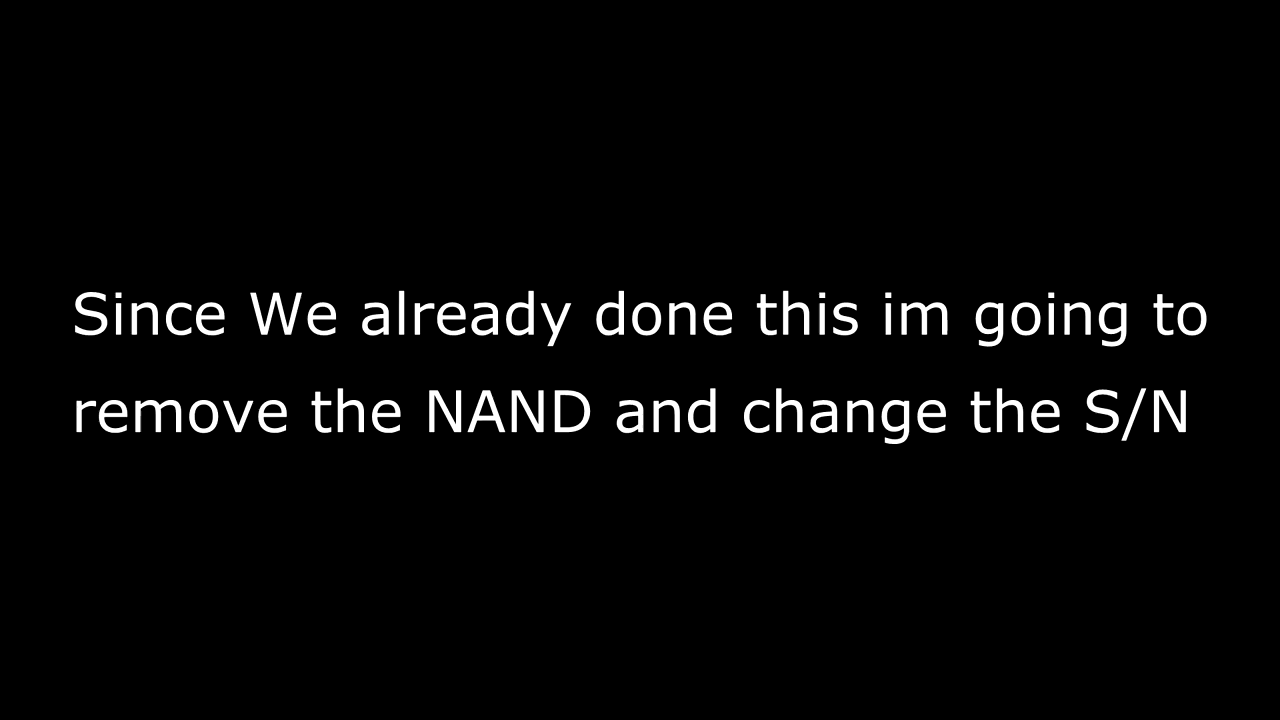 Since We already done this im going to
remove the NAND and change the S/N